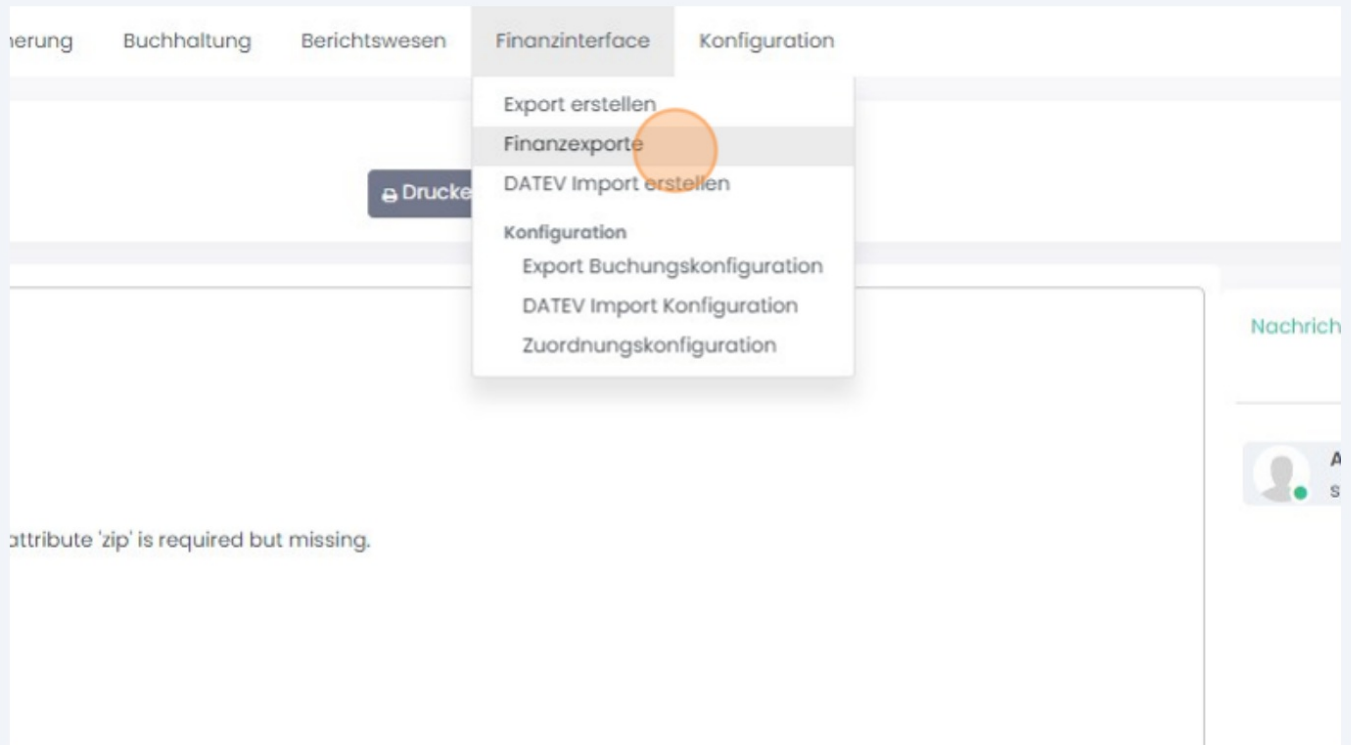 Buchhaltung Berichtswesen Finanzinterface Konfiguration
Export erstellen
Finanzexporte
Drucke
DATEV Import erstellen
Konfiguration
Export Buchungskonfiguration
DATEV Import Konfiguration
Zuordnungskonfiguration
Nachrich
A
s
attribute 'zip' is required but missing.